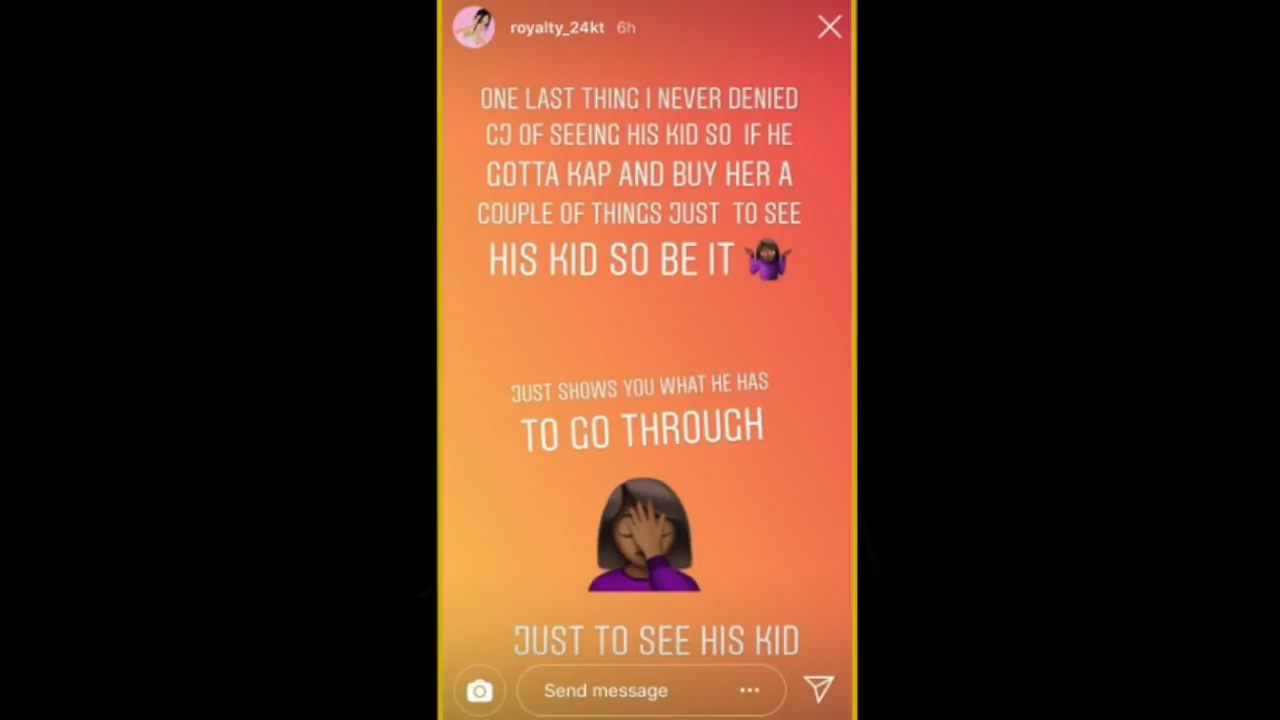 royalty_24kt 6h
ONE LAST THING I NEVER DENIED
CJ OF SEEING HIS KID SO IF HE
GOTTA KAP AND BUY HER A
COUPLE OF THINGS JUST TO SEE
HIS KID SO BE IT 🤷🏾‍♀️
JUST SHOWS YOU WHAT HE HAS
TO GO THROUGH
🤦🏾‍♀️
JUST TO SEE HIS KID
Send message